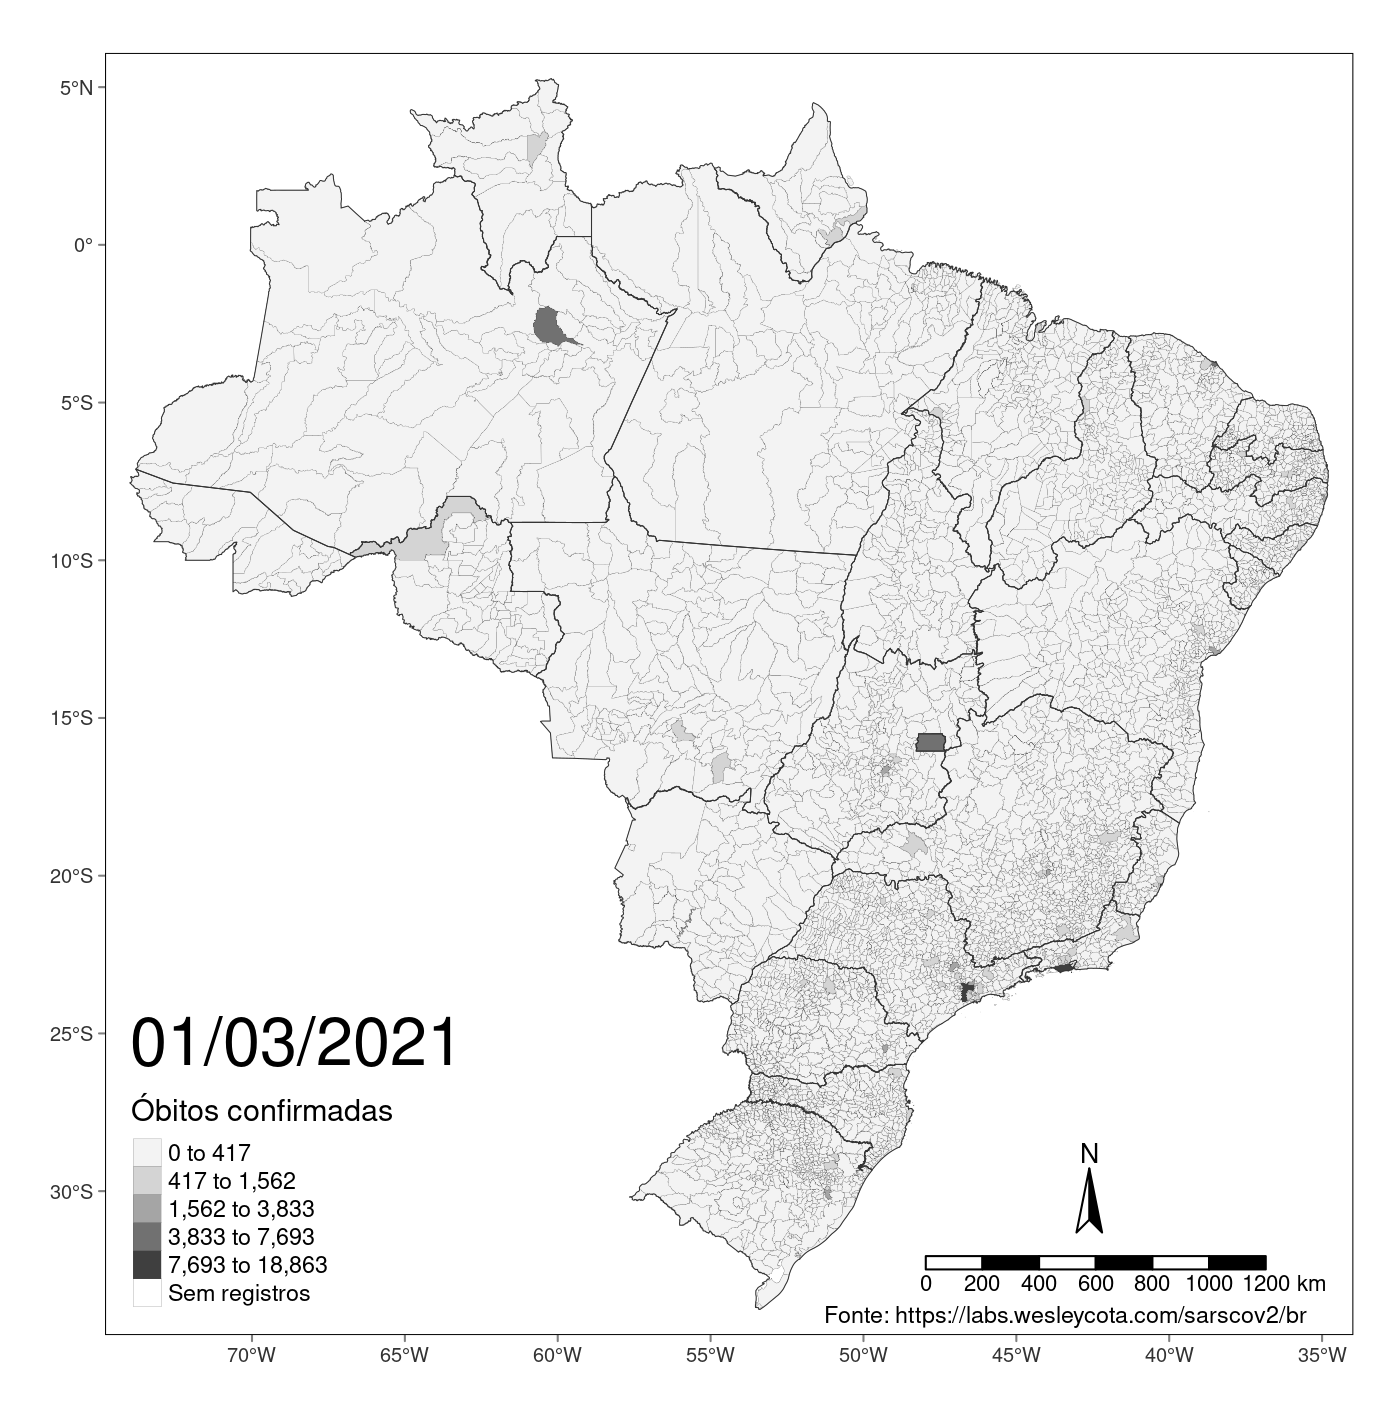 5°N
0°
5°S
10°S
15°S
20°S
25°S
30°S
01/03/2021
Óbitos confirmadas
0 to 417
417 to 1,562
1,562 to 3,833
3,833 to 7,693
7,693 to 18,863
Sem registros
N
0 200 400 600 800 1000 1200 km
Fonte: https://labs.wesleycota.com/sarscov2/br
70°W 65°W 60°W 55°W 50°W 45°W 40°W 35°W